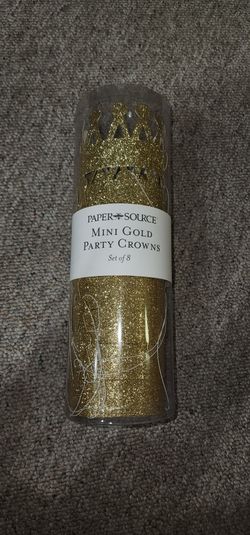 PAPER SOURCE
MINI GOLD
PARTY CROWNS
Set of 8